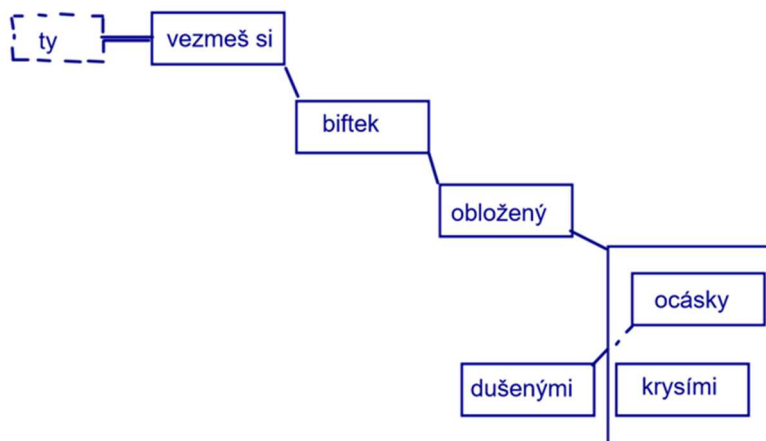 ty
vezmeš si
biftek
obložený
ocásky
dušenými
krysími